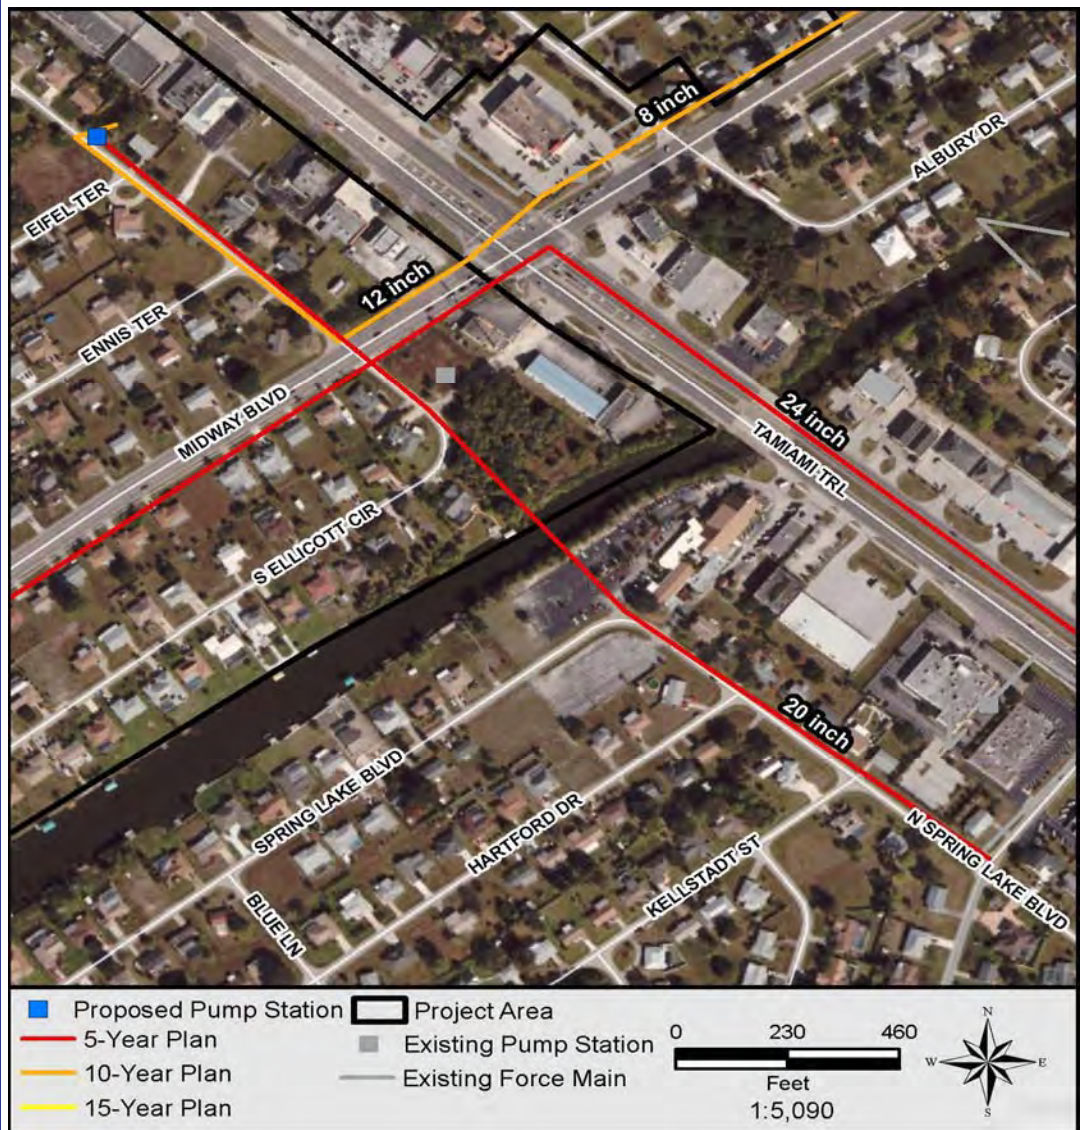 8 inch
ALBURY DR
EIFEL TER
12 inch
ENNIS TER
MIDWAY BLVD
24 inch
TAMIAMI TRL
S ELLICOTT CIR
20 inch
SPRING LAKE BLVD
HARTFORD DR
N SPRING LAKE BLVD
KELLSTADT ST
BLUE LN
Proposed Pump Station
5-Year Plan
10-Year Plan
15-Year Plan
Project Area
Existing Pump Station
Existing Force Main
0 230 460
Feet
1:5,090
N
W E
S